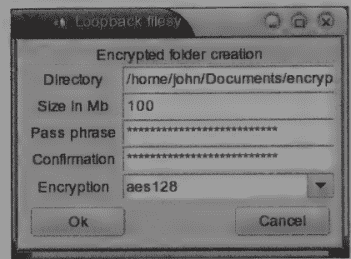 Loopback filesy
Encrypted folder creation
Directory /home/john/Documents/encryp
Size in Mb 100
Pass phrase **************************
Confirmation **************************
Encryption aes128
Ok Cancel